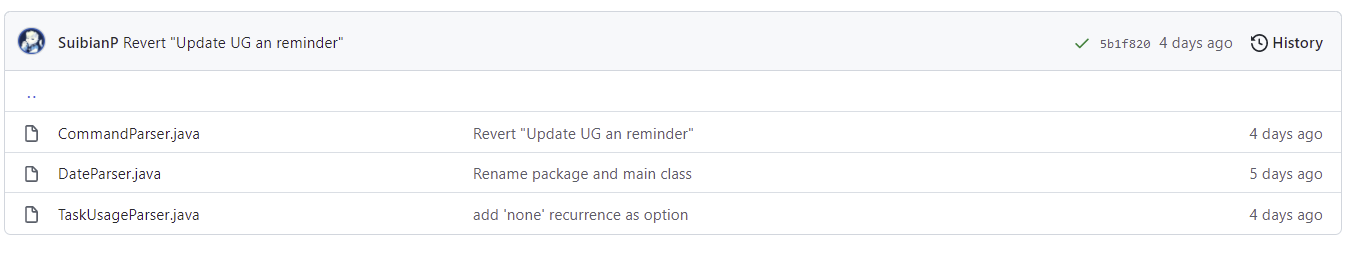 SuibianP Revert "Update UG an reminder" 5b1f820 4 days ago History
..
CommandParser.java Revert "Update UG an reminder" 4 days ago
DateParser.java Rename package and main class 5 days ago
TaskUsageParser.java add 'none' recurrence as option 4 days ago